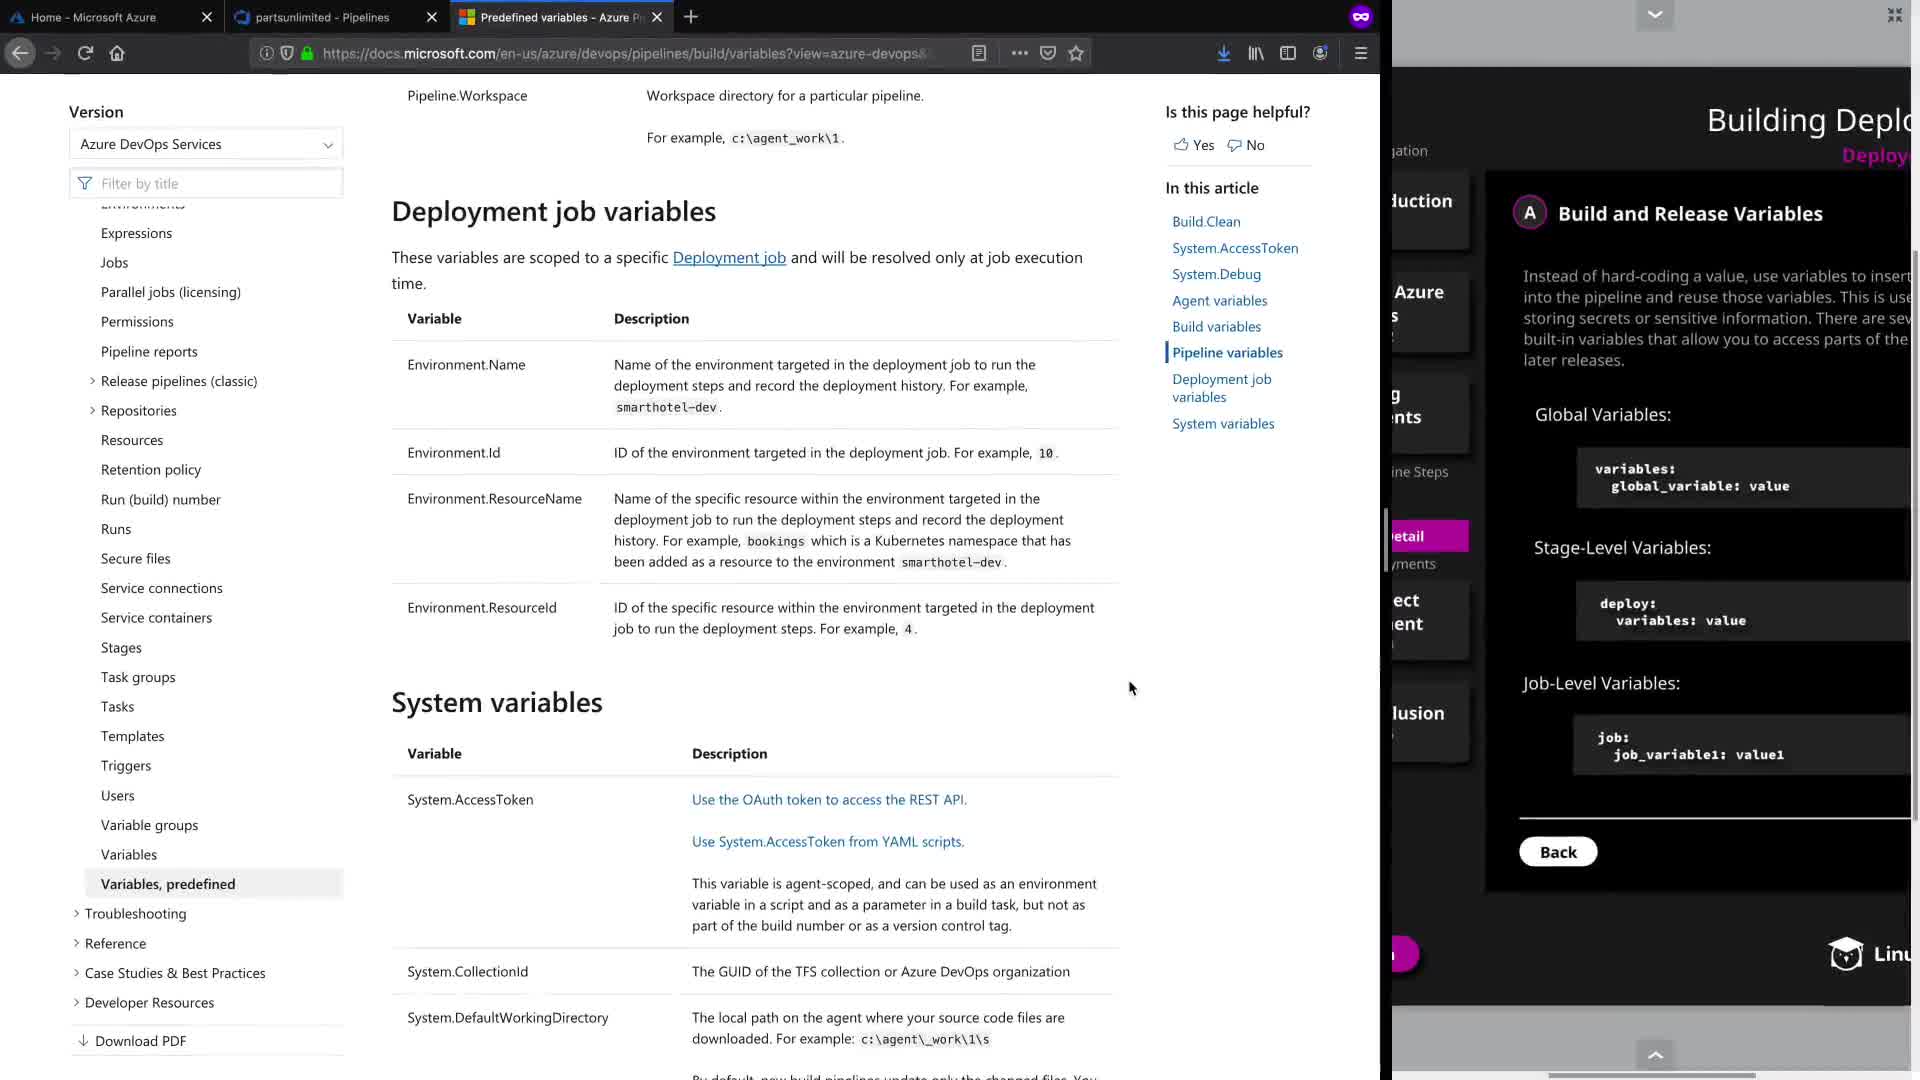 Home - Microsoft Azure
partsunlimited - Pipelines
Predefined variables - Azure Pi
https://docs.microsoft.com/en-us/azure/devops/pipelines/build/variables?view=azure-devops&
Version
Azure DevOps Services
Filter by title
Environments
Expressions
Jobs
Parallel jobs (licensing)
Permissions
Pipeline reports
Release pipelines (classic)
Repositories
Resources
Retention policy
Run (build) number
Runs
Secure files
Service connections
Service containers
Stages
Task groups
Tasks
Templates
Triggers
Users
Variable groups
Variables
Variables, predefined
Troubleshooting
Reference
Case Studies & Best Practices
Developer Resources
Download PDF
Pipeline.Workspace
Workspace directory for a particular pipeline.
For example, c:\agent_work\1.
Deployment job variables
These variables are scoped to a specific Deployment job and will be resolved only at job execution
time.
Variable Description
Environment.Name
Name of the environment targeted in the deployment job to run the
deployment steps and record the deployment history. For example,
smarthotel-dev.
Environment.Id
ID of the environment targeted in the deployment job. For example, 10.
Environment.ResourceName
Name of the specific resource within the environment targeted in the
deployment job to run the deployment steps and record the deployment
history. For example, bookings which is a Kubernetes namespace that has
been added as a resource to the environment smarthotel-dev.
Environment.ResourceId
ID of the specific resource within the environment targeted in the deployment
job to run the deployment steps. For example, 4.
System variables
Variable Description
System.AccessToken
Use the OAuth token to access the REST API.
Use System.AccessToken from YAML scripts.
This variable is agent-scoped, and can be used as an environment
variable in a script and as a parameter in a build task, but not as
part of the build number or as a version control tag.
System.CollectionId
The GUID of the TFS collection or Azure DevOps organization
System.DefaultWorkingDirectory
The local path on the agent where your source code files are
downloaded. For example: c:\agent\_work\1\s
By default, new build pipelines update only the changed files. You
Is this page helpful?
Yes No
In this article
Build.Clean
System.AccessToken
System.Debug
Agent variables
Build variables
Pipeline variables
Deployment job
variables
System variables
Building Deplo
Deploy
gation
duction
Azure
s
g
nts
ine Steps
etail
yments
ect
ent
lusion
A Build and Release Variables
Instead of hard-coding a value, use variables to insert
into the pipeline and reuse those variables. This is use
storing secrets or sensitive information. There are sev
built-in variables that allow you to access parts of the
later releases.
Global Variables:
variables:
global_variable: value
Stage-Level Variables:
deploy:
variables: value
Job-Level Variables:
job:
job_variable1: value1
Back
Linu